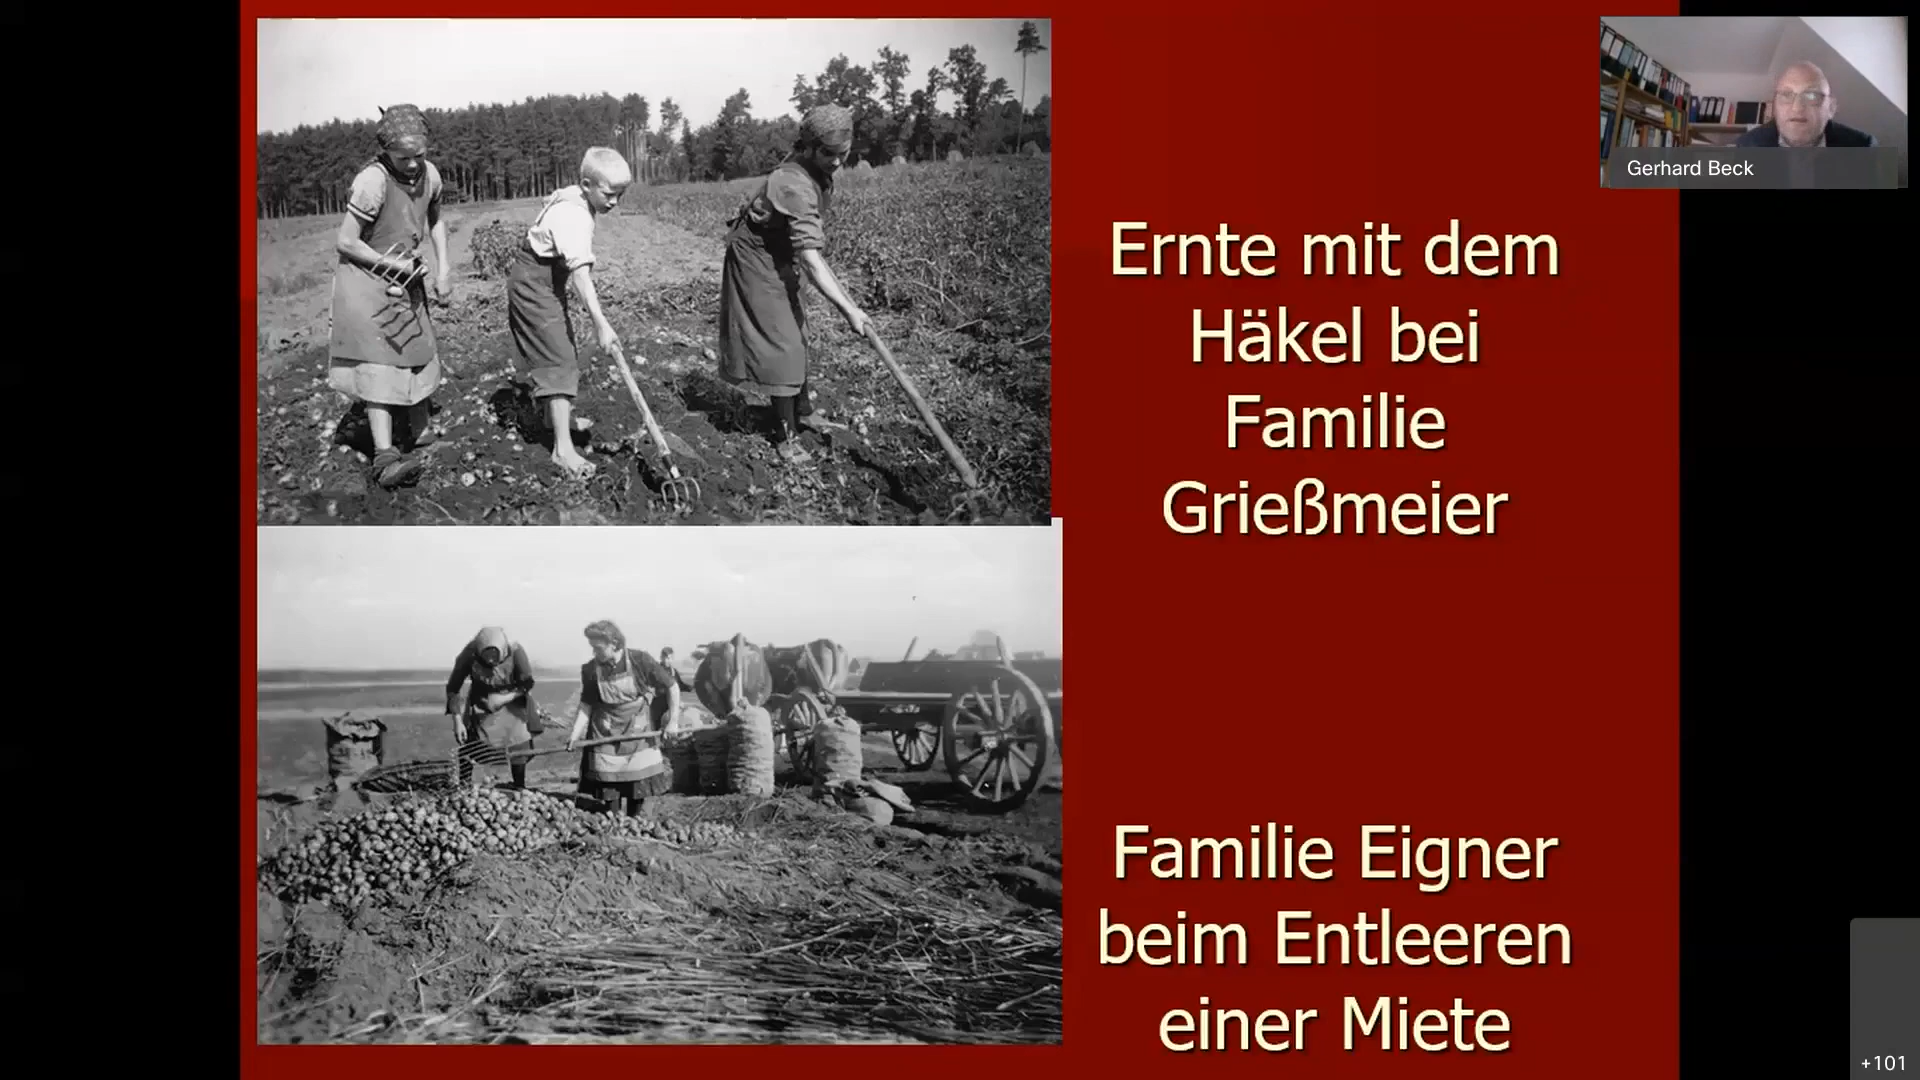 Gerhard Beck
Ernte mit dem
Häkel bei
Familie
Grießmeier
Familie Eigner
beim Entleeren
einer Miete
+101